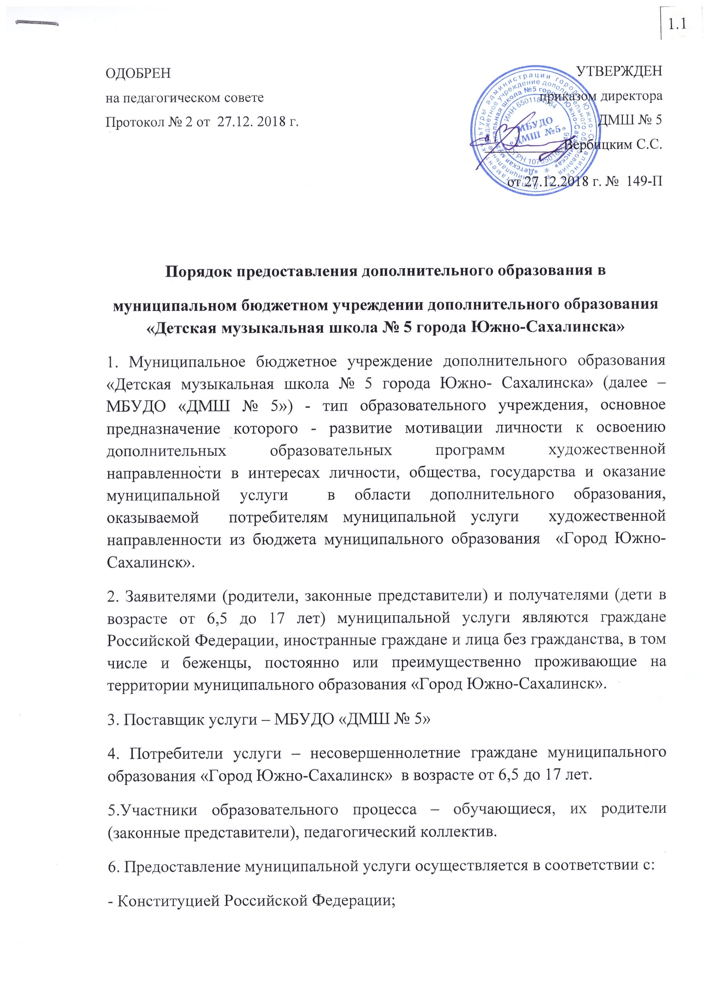 1.1
ОДОБРЕН
на педагогическом совете
Протокол № 2 от 27.12. 2018 г.
УТВЕРЖДЕН
приказом директора
ДМШ № 5
Вербицким С.С.
от 27.12.2018 г. № 149-П
ИНН 6501184984
МБУДО
«ДМШ №5»
Порядок предоставления дополнительного образования в
муниципальном бюджетном учреждении дополнительного образования
«Детская музыкальная школа № 5 города Южно-Сахалинска»
1. Муниципальное бюджетное учреждение дополнительного образования
«Детская музыкальная школа № 5 города Южно- Сахалинска» (далее –
МБУДО «ДМШ № 5») - тип образовательного учреждения, основное
предназначение которого - развитие мотивации личности к освоению
дополнительных образовательных программ художественной
направленности в интересах личности, общества, государства и оказание
муниципальной услуги в области дополнительного образования,
оказываемой потребителям муниципальной услуги художественной
направленности из бюджета муниципального образования «Город Южно-
Сахалинск».
2. Заявителями (родители, законные представители) и получателями (дети в
возрасте от 6,5 до 17 лет) муниципальной услуги являются граждане
Российской Федерации, иностранные граждане и лица без гражданства, в том
числе и беженцы, постоянно или преимущественно проживающие на
территории муниципального образования «Город Южно-Сахалинск».
3. Поставщик услуги – МБУДО «ДМШ № 5»
4. Потребители услуги – несовершеннолетние граждане муниципального
образования «Город Южно-Сахалинск» в возрасте от 6,5 до 17 лет.
5.Участники образовательного процесса – обучающиеся, их родители
(законные представители), педагогический коллектив.
6. Предоставление муниципальной услуги осуществляется в соответствии с:
- Конституцией Российской Федерации;